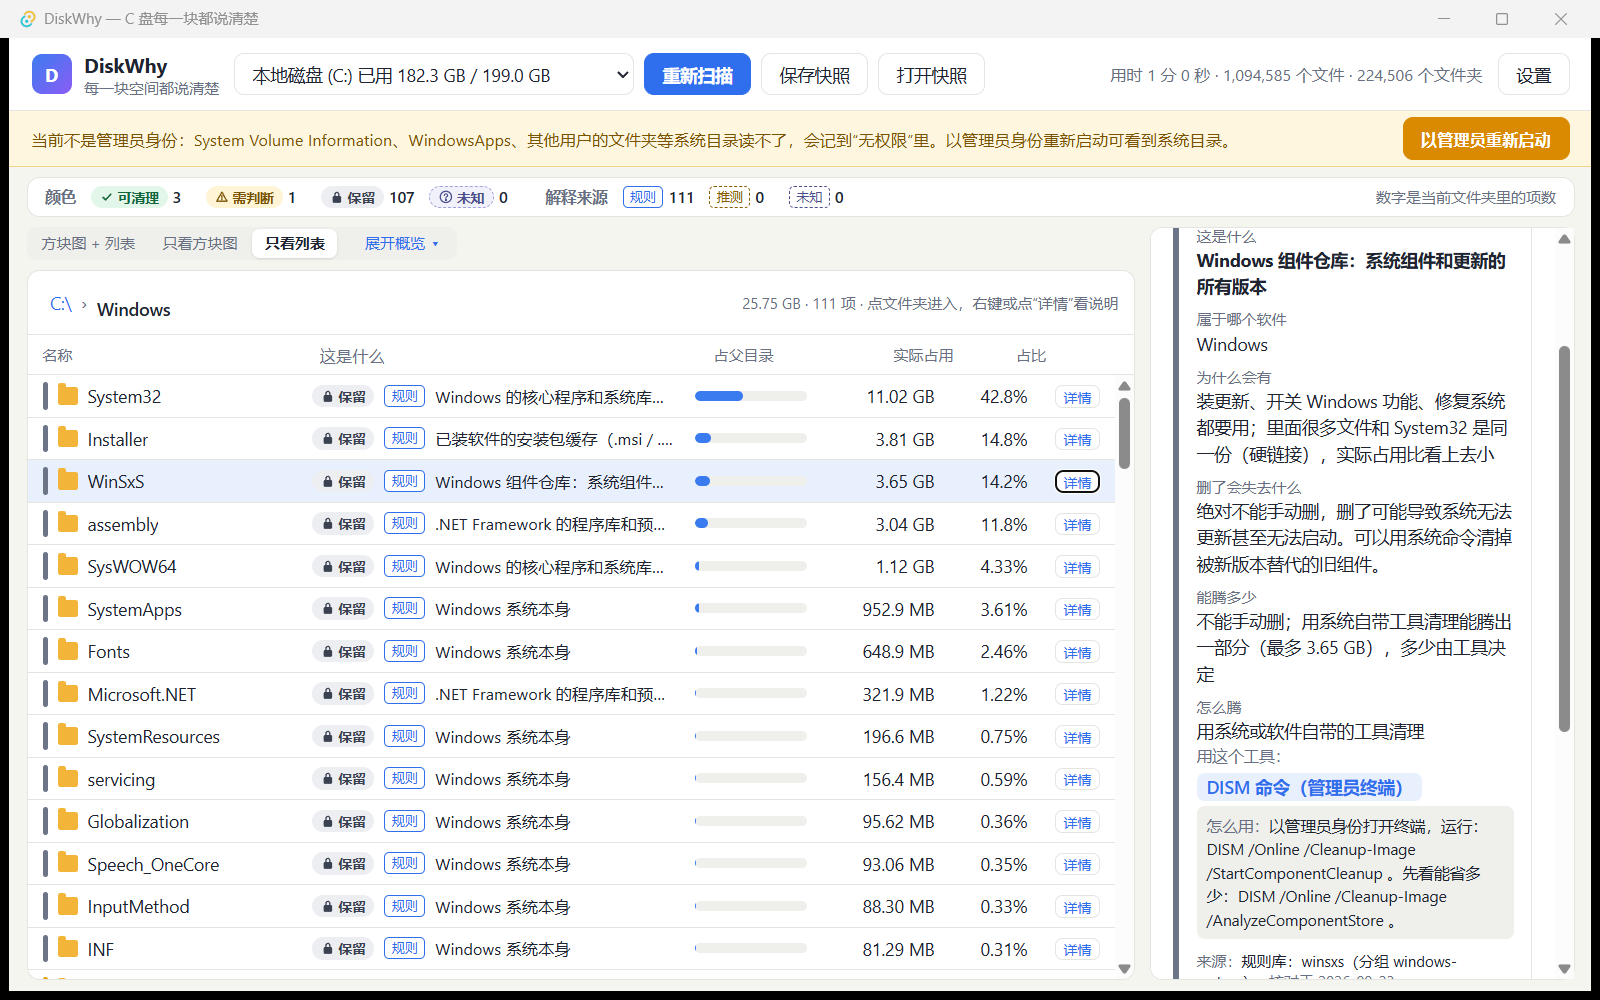 DiskWhy — C 盘每一块都说清楚
D
DiskWhy
每一块空间都说清楚
本地磁盘 (C:) 已用 182.3 GB / 199.0 GB
重新扫描
保存快照
打开快照
用时 1 分 0 秒 · 1,094,585 个文件 · 224,506 个文件夹
设置
当前不是管理员身份：System Volume Information、WindowsApps、其他用户的文件夹等系统目录读不了，会记到“无权限”里。以管理员身份重新启动可看到系统目录。
以管理员重新启动
颜色 可清理 3 需判断 1 保留 107 未知 0 解释来源 规则 111 推测 0 未知 0
数字是当前文件夹里的项数
方块图 + 列表 只看方块图 只看列表 展开概览
C:\ › Windows
25.75 GB · 111 项 · 点文件夹进入，右键或点“详情”看说明
名称 这是什么 占父目录 实际占用 占比
System32 保留 规则 Windows 的核心程序和系统库... 11.02 GB 42.8% 详情
Installer 保留 规则 已装软件的安装包缓存（.msi / .... 3.81 GB 14.8% 详情
WinSxS 保留 规则 Windows 组件仓库：系统组件... 3.65 GB 14.2% 详情
assembly 保留 规则 .NET Framework 的程序库和预... 3.04 GB 11.8% 详情
SysWOW64 保留 规则 Windows 的核心程序和系统库... 1.12 GB 4.33% 详情
SystemApps 保留 规则 Windows 系统本身 952.9 MB 3.61% 详情
Fonts 保留 规则 Windows 系统本身 648.9 MB 2.46% 详情
Microsoft.NET 保留 规则 .NET Framework 的程序库和预... 321.9 MB 1.22% 详情
SystemResources 保留 规则 Windows 系统本身 196.6 MB 0.75% 详情
servicing 保留 规则 Windows 系统本身 156.4 MB 0.59% 详情
Globalization 保留 规则 Windows 系统本身 95.62 MB 0.36% 详情
Speech_OneCore 保留 规则 Windows 系统本身 93.06 MB 0.35% 详情
InputMethod 保留 规则 Windows 系统本身 88.30 MB 0.33% 详情
INF 保留 规则 Windows 系统本身 81.29 MB 0.31% 详情
这是什么
Windows 组件仓库：系统组件和更新的
所有版本
属于哪个软件
Windows
为什么会有
装更新、开关 Windows 功能、修复系统
都要用；里面很多文件和 System32 是同
一份（硬链接），实际占用比看上去小
删了会失去什么
绝对不能手动删，删了可能导致系统无法
更新甚至无法启动。可以用系统命令清掉
被新版本替代的旧组件。
能腾多少
不能手动删；用系统自带工具清理能腾出
一部分（最多 3.65 GB），多少由工具决
定
怎么腾
用系统或软件自带的工具清理
用这个工具：
DISM 命令（管理员终端）
怎么用：以管理员身份打开终端，运行：
DISM /Online /Cleanup-Image
/StartComponentCleanup 。先看能省多
少：DISM /Online /Cleanup-Image
/AnalyzeComponentStore 。
来源：规则库：winsxs（分组 windows-